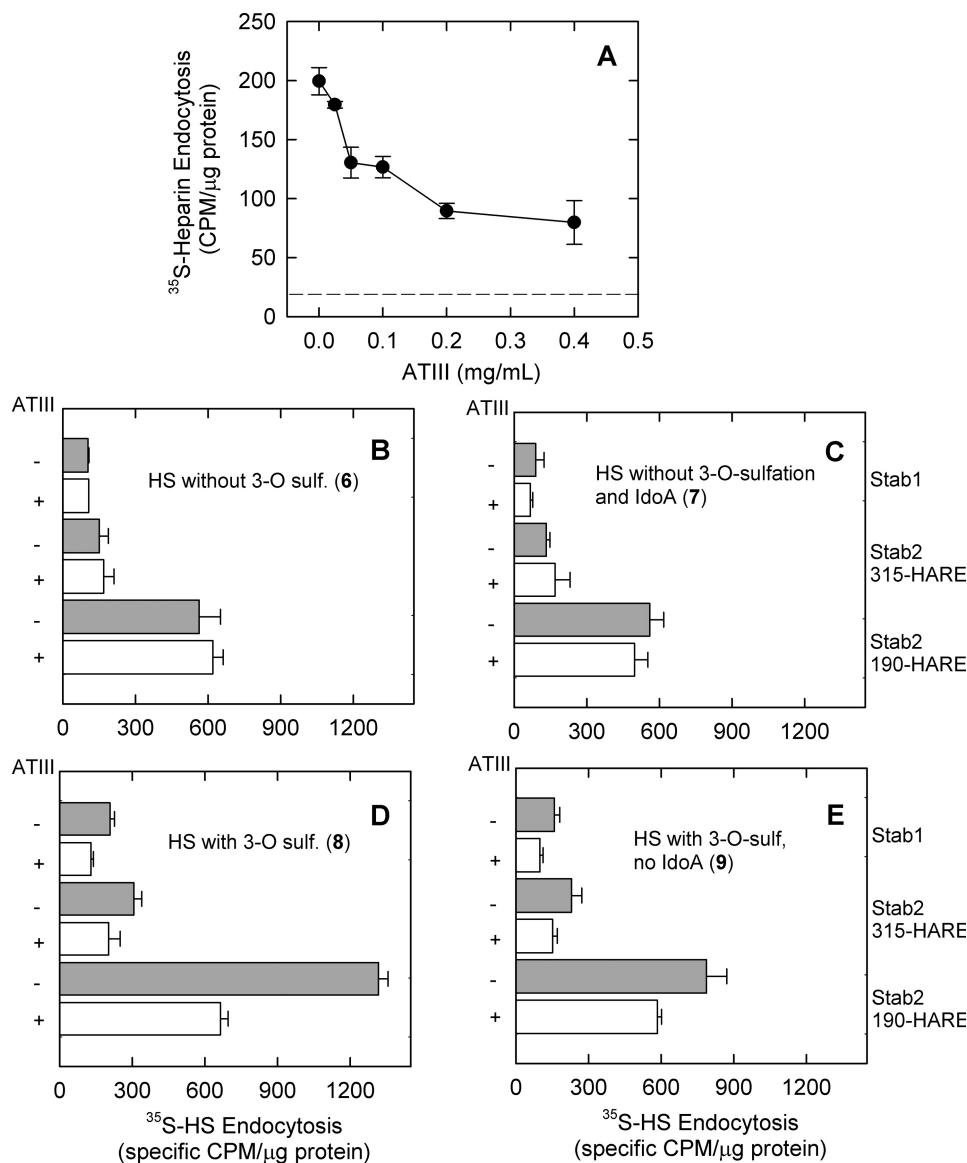 A
250
200
150
100
50
0
³⁵S-Heparin Endocytosis
(CPM/μg protein)
0.0 0.1 0.2 0.3 0.4 0.5
ATIII (mg/mL)
ATIII
B
HS without 3-O sulf. (6)
-
+
-
+
-
+
0 300 600 900 1200
ATIII
C
HS without 3-O-sulfation
and IdoA (7)
-
+
-
+
-
+
Stab1
Stab2
315-HARE
Stab2
190-HARE
0 300 600 900 1200
ATIII
D
HS with 3-O sulf. (8)
-
+
-
+
-
+
0 300 600 900 1200
³⁵S-HS Endocytosis
(specific CPM/μg protein)
ATIII
E
HS with 3-O-sulf,
no IdoA (9)
-
+
-
+
-
+
Stab1
Stab2
315-HARE
Stab2
190-HARE
0 300 600 900 1200
³⁵S-HS Endocytosis
(specific CPM/μg protein)